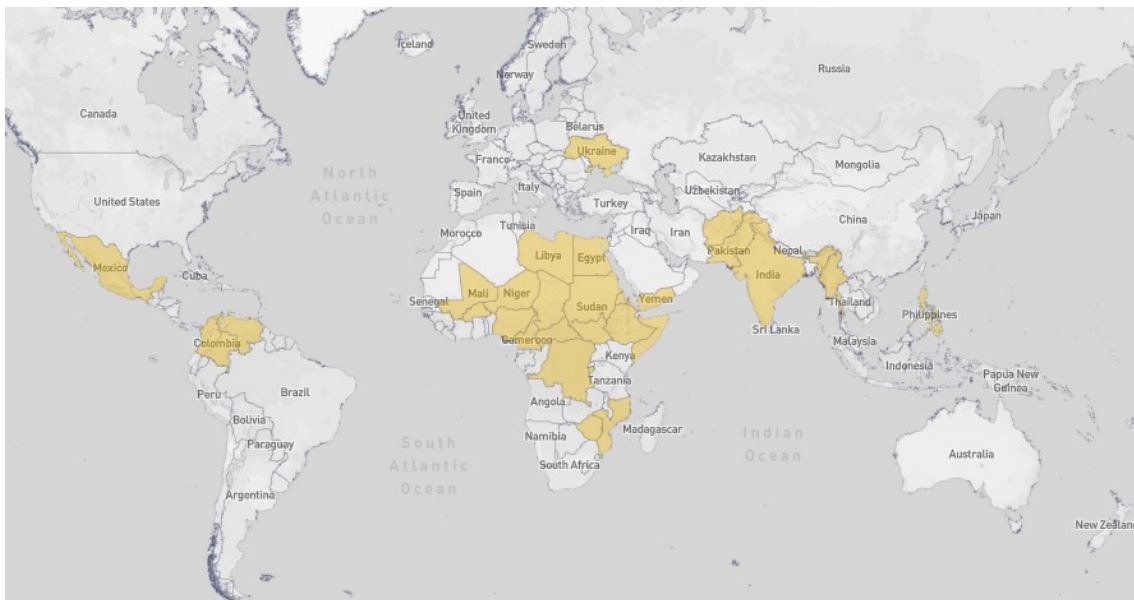 Iceland
Sweden
Norway
Russia
Canada
United
Kingdom
Belarus
Ukraine
Franco
Kazakhstan
Mongolia
North
Atlantic
Ocean
Spain
Italy
Uzbekistan
United States
Turkey
China
Japan
Morocco
Tunisia
Iraq
Iran
Libya
Egypt
Pakistan
Nepal
Mexico
Cuba
India
Mali
Niger
Senegal
Sudan
Yemen
Thailand
Philippines
Sri Lanka
Colombia
Cameroon
Kenya
Malaysia
Indonesia
Tanzania
Papua New
Guinea
Peru
Brazil
Angola
Bolivia
Madagascar
Namibia
Paraguay
South
Atlantic
Ocean
Indian
Ocean
Australia
South Africa
Argentina
New Zealand